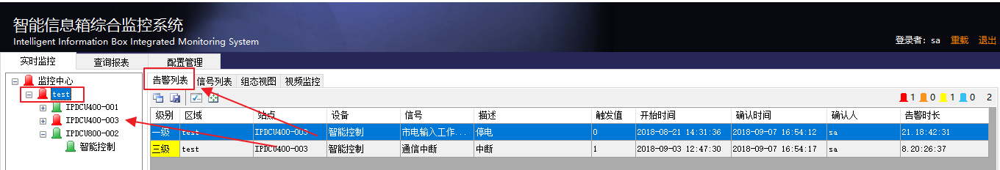 智能信息箱综合监控系统
Intelligent Information Box Integrated Monitoring System
登录者: sa 重载 退出
实时监控 查询报表 配置管理
监控中心
test
IPDCU400-001
IPDCU400-003
IPDCU800-002
智能控制
告警列表 信号列表 组态视图 视频监控
1 0 1 0 2
级别 区域 站点 设备 信号 描述 触发值 开始时间 确认时间 确认人 告警时长
一级 test IPDCU400-003 智能控制 市电输入工作... 停电 0 2018-08-21 14:31:36 2018-09-07 16:54:12 sa 21.18:42:31
三级 test IPDCU400-003 智能控制 通信中断 中断 1 2018-09-03 12:47:30 2018-09-07 16:54:17 sa 8.20:26:37